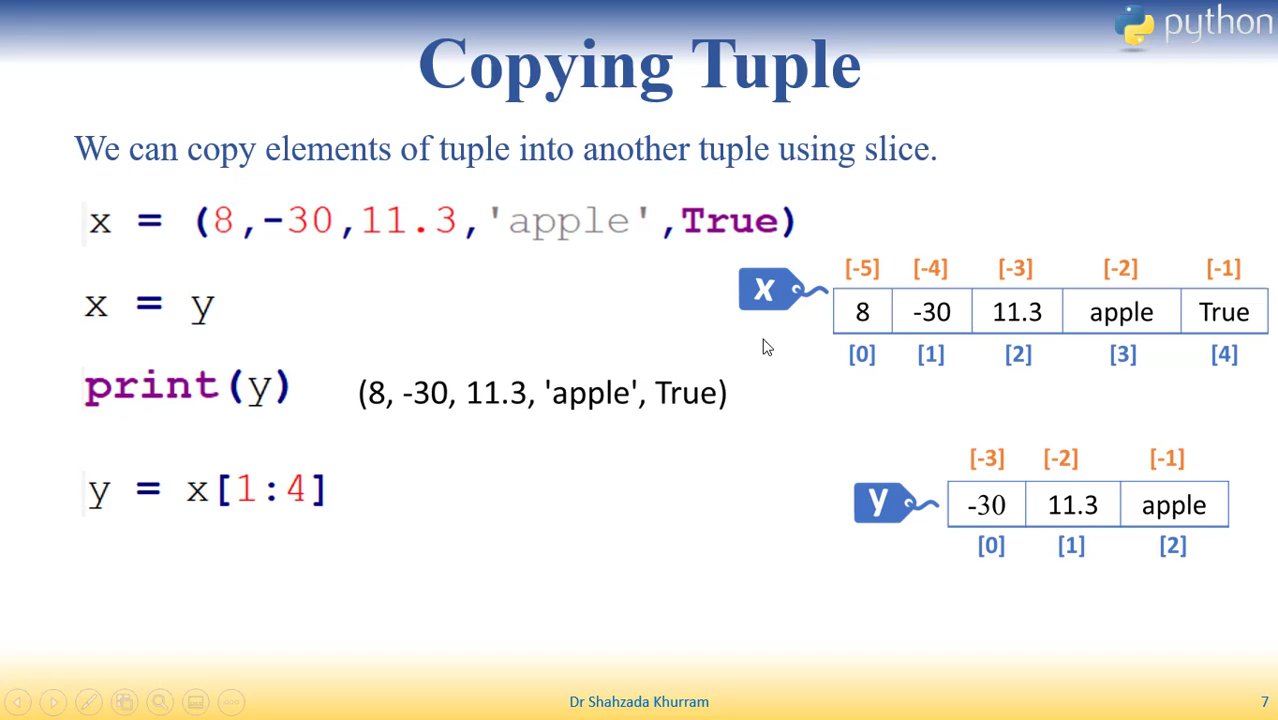 python
Copying Tuple
We can copy elements of tuple into another tuple using slice.
x = (8,-30,11.3,'apple',True)
x = y
print(y) (8, -30, 11.3, 'apple', True)
y = x[1:4]
[-5] [-4] [-3] [-2] [-1]
x 8 -30 11.3 apple True
[0] [1] [2] [3] [4]
[-3] [-2] [-1]
y -30 11.3 apple
[0] [1] [2]
Dr Shahzada Khurram
7